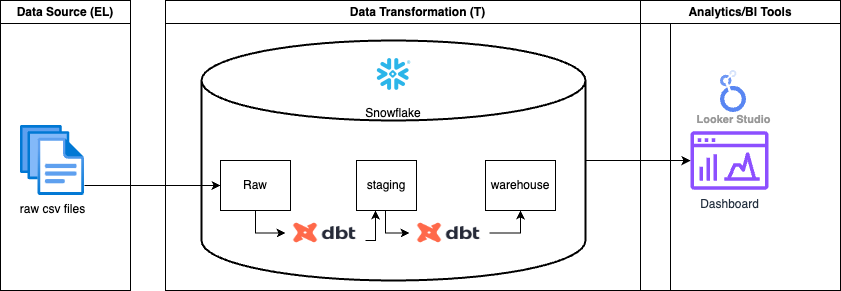 Data Source (EL)
Data Transformation (T)
Analytics/BI Tools
Snowflake
Looker Studio
Raw
staging
warehouse
raw csv files
Dashboard
dbt
dbt